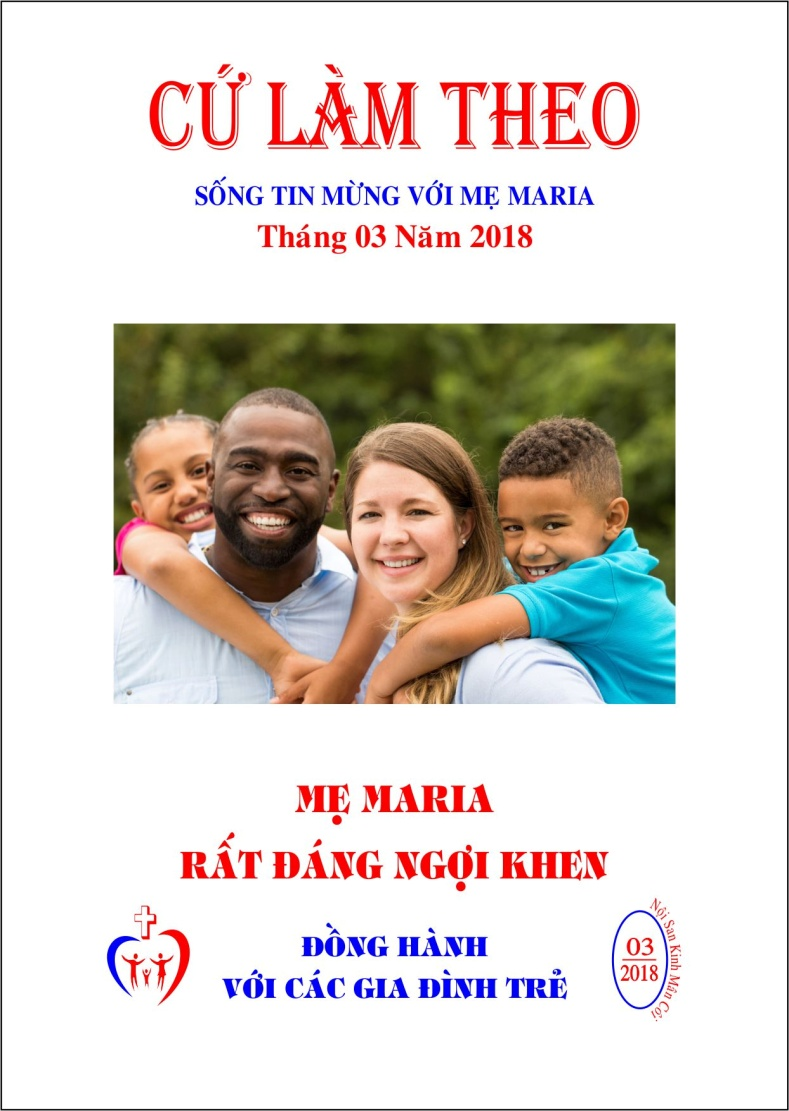 CỨ LÀM THEO
SỐNG TIN MỪNG VỚI MẸ MARIA
Tháng 03 Năm 2018
MẸ MARIA
RẤT ĐÁNG NGỢI KHEN
ĐỒNG HÀNH
VỚI CÁC GIA ĐÌNH TRẺ
03
2018
Nội San Kinh Mân Côi